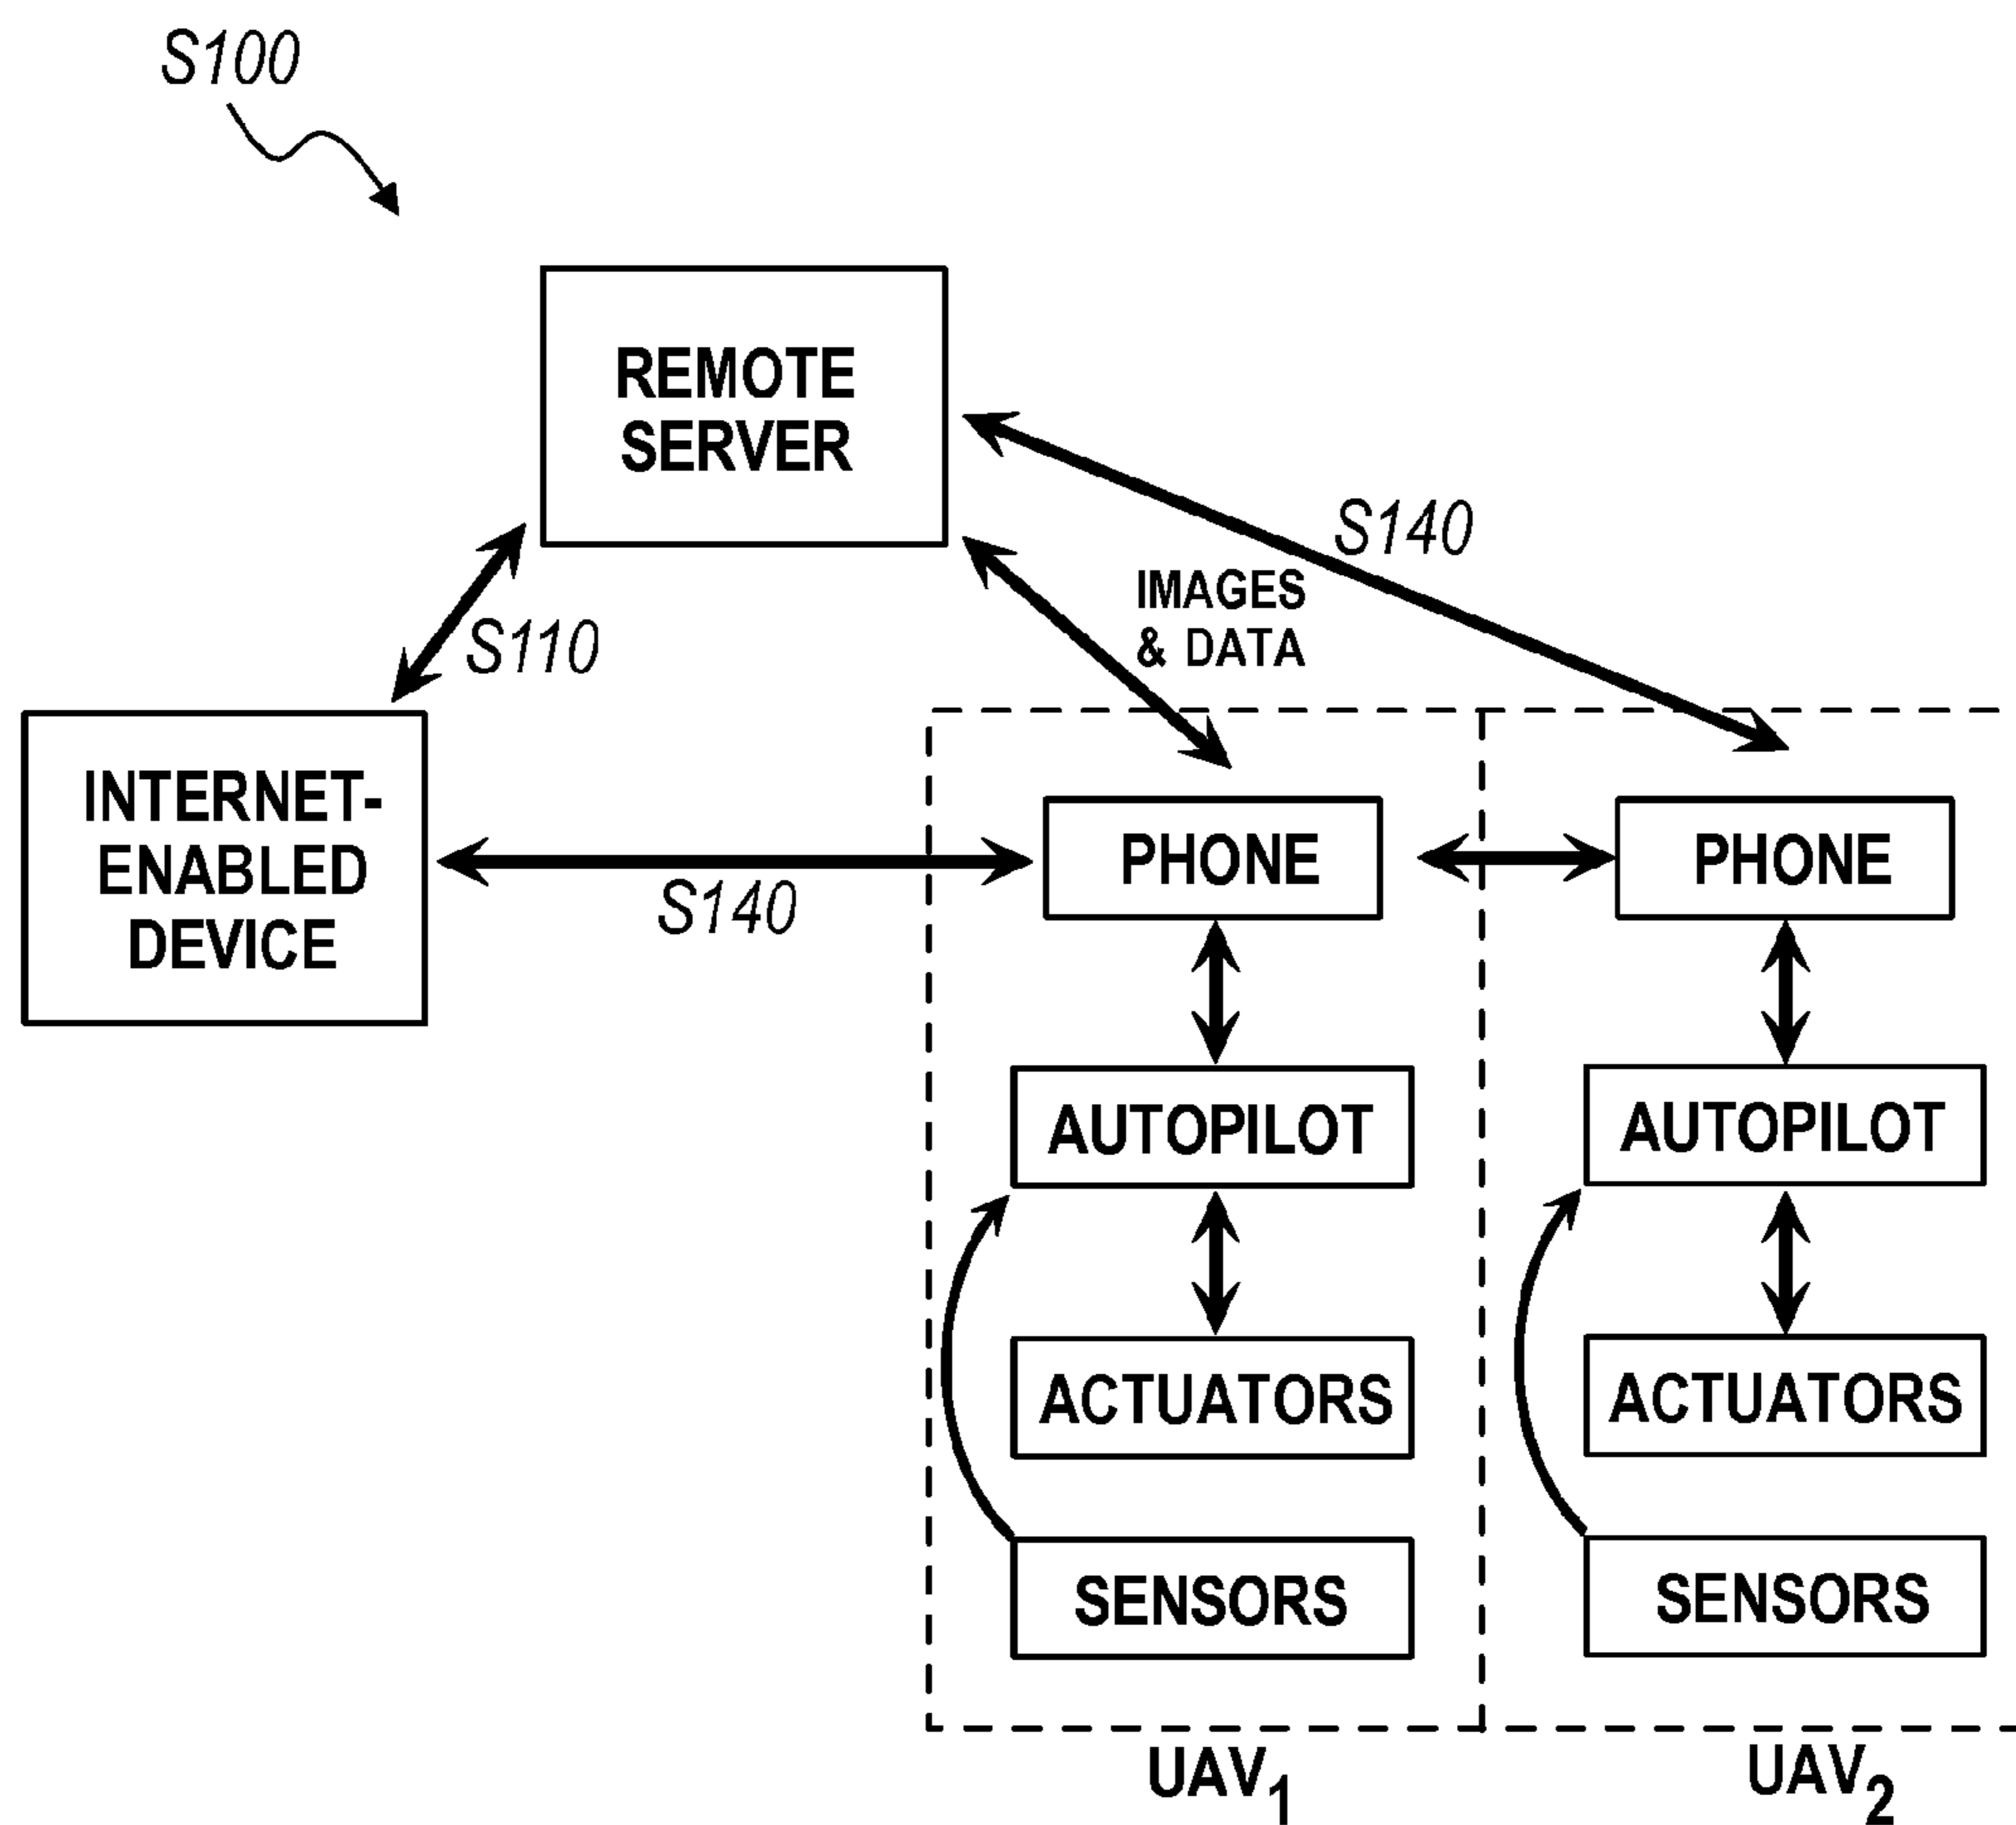 S100
REMOTE
SERVER
S140
IMAGES
& DATA
S110
INTERNET-
ENABLED
DEVICE
S140
PHONE
PHONE
AUTOPILOT
AUTOPILOT
ACTUATORS
ACTUATORS
SENSORS
SENSORS
UAV1
UAV2